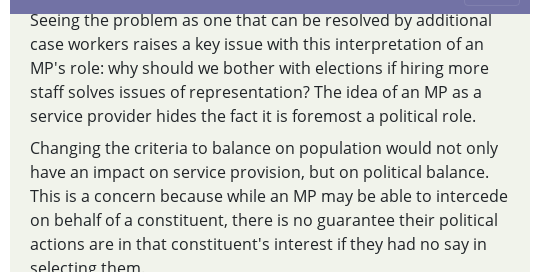 Seeing the problem as one that can be resolved by additional
case workers raises a key issue with this interpretation of an
MP's role: why should we bother with elections if hiring more
staff solves issues of representation? The idea of an MP as a
service provider hides the fact it is foremost a political role.
Changing the criteria to balance on population would not only
have an impact on service provision, but on political balance.
This is a concern because while an MP may be able to intercede
on behalf of a constituent, there is no guarantee their political
actions are in that constituent's interest if they had no say in
selecting them